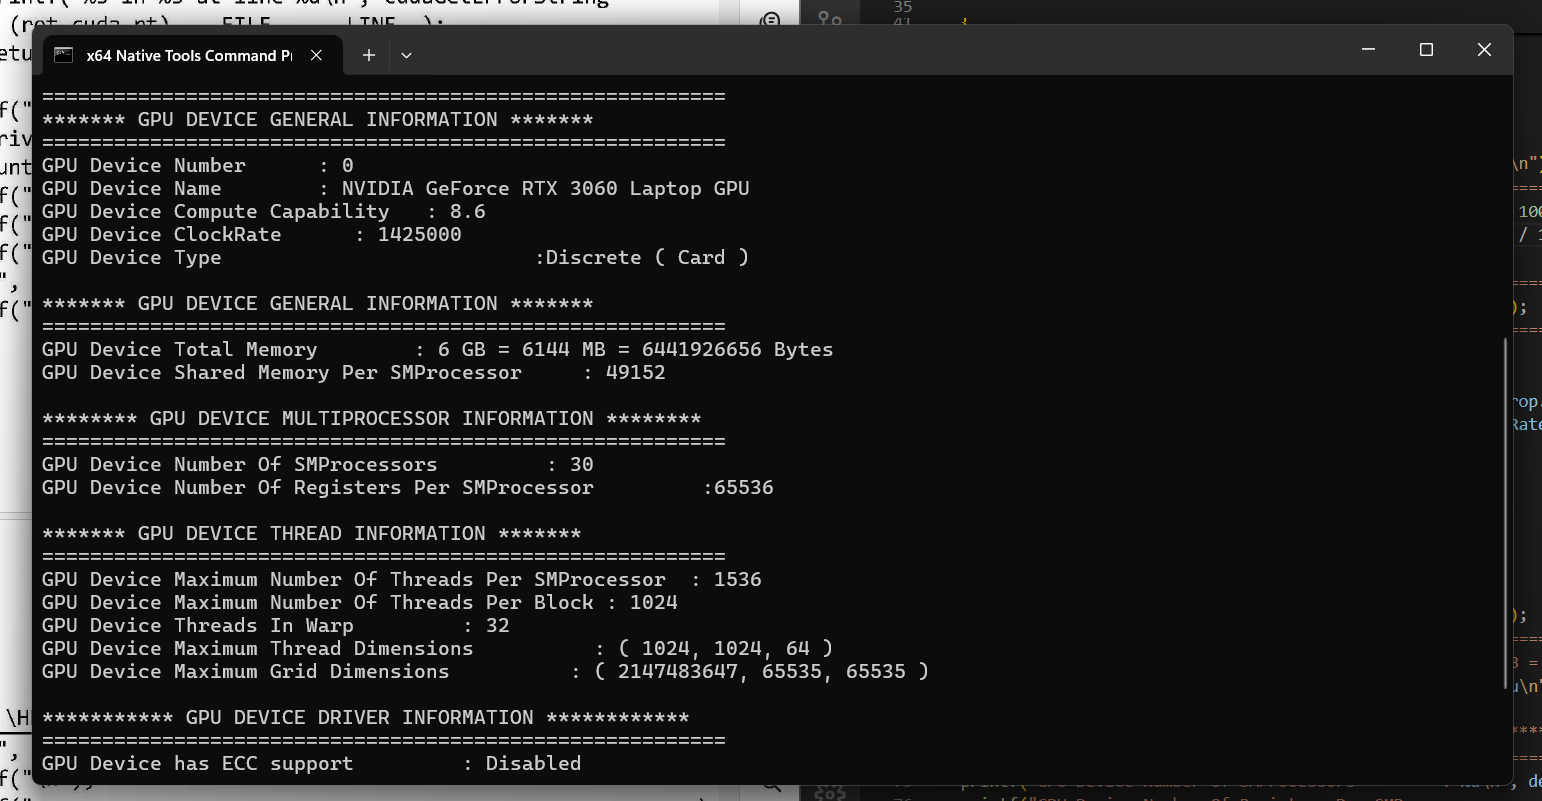 35
x64 Native Tools Command Pr
=========================================================
******* GPU DEVICE GENERAL INFORMATION *******
=========================================================
GPU Device Number      : 0
GPU Device Name        : NVIDIA GeForce RTX 3060 Laptop GPU
GPU Device Compute Capability   : 8.6
GPU Device ClockRate      : 1425000
GPU Device Type                          :Discrete ( Card )
******* GPU DEVICE GENERAL INFORMATION *******
=========================================================
GPU Device Total Memory        : 6 GB = 6144 MB = 6441926656 Bytes
GPU Device Shared Memory Per SMProcessor     : 49152
******** GPU DEVICE MULTIPROCESSOR INFORMATION ********
=========================================================
GPU Device Number Of SMProcessors         : 30
GPU Device Number Of Registers Per SMProcessor         :65536
******* GPU DEVICE THREAD INFORMATION *******
=========================================================
GPU Device Maximum Number Of Threads Per SMProcessor  : 1536
GPU Device Maximum Number Of Threads Per Block : 1024
GPU Device Threads In Warp         : 32
GPU Device Maximum Thread Dimensions          : ( 1024, 1024, 64 )
GPU Device Maximum Grid Dimensions          : ( 2147483647, 65535, 65535 )
*********** GPU DEVICE DRIVER INFORMATION ************
=========================================================
GPU Device has ECC support         : Disabled